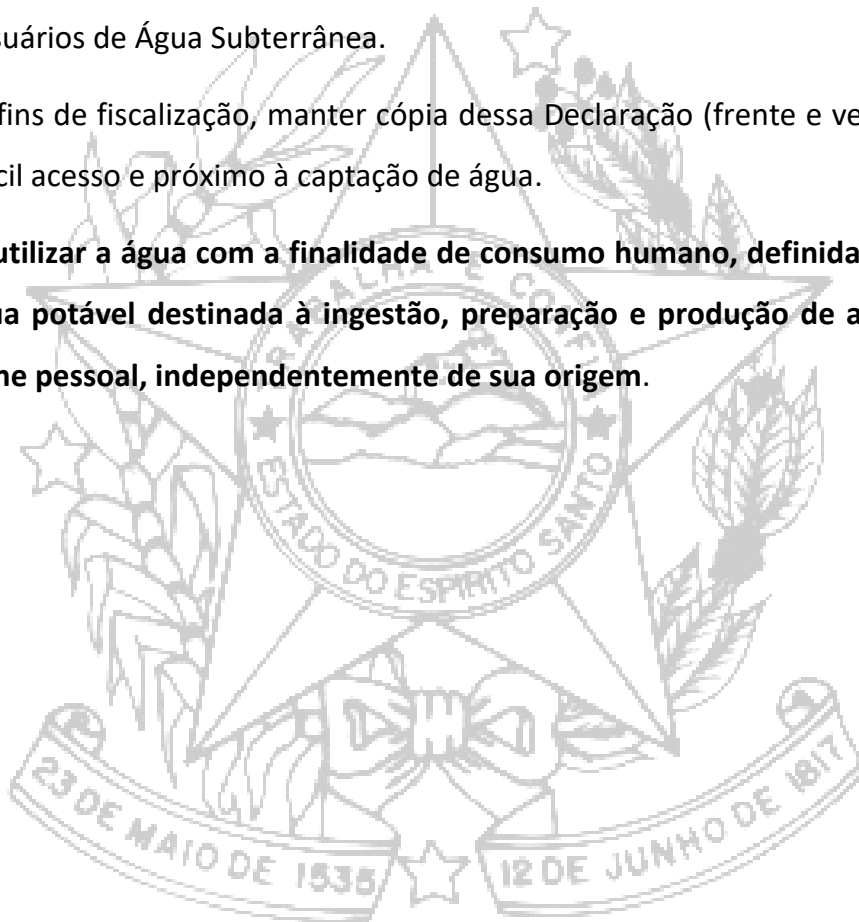 suários de Água Subterrânea.
fins de fiscalização, manter cópia dessa Declaração (frente e ve
cil acesso e próximo à captação de água.
utilizar a água com a finalidade de consumo humano, definida
ua potável destinada à ingestão, preparação e produção de a
ne pessoal, independentemente de sua origem.
TRABALHA E CONFIA
ESTADO DO ESPIRITO SANTO
23 DE MAIO DE 1535
12 DE JUNHO DE 1817